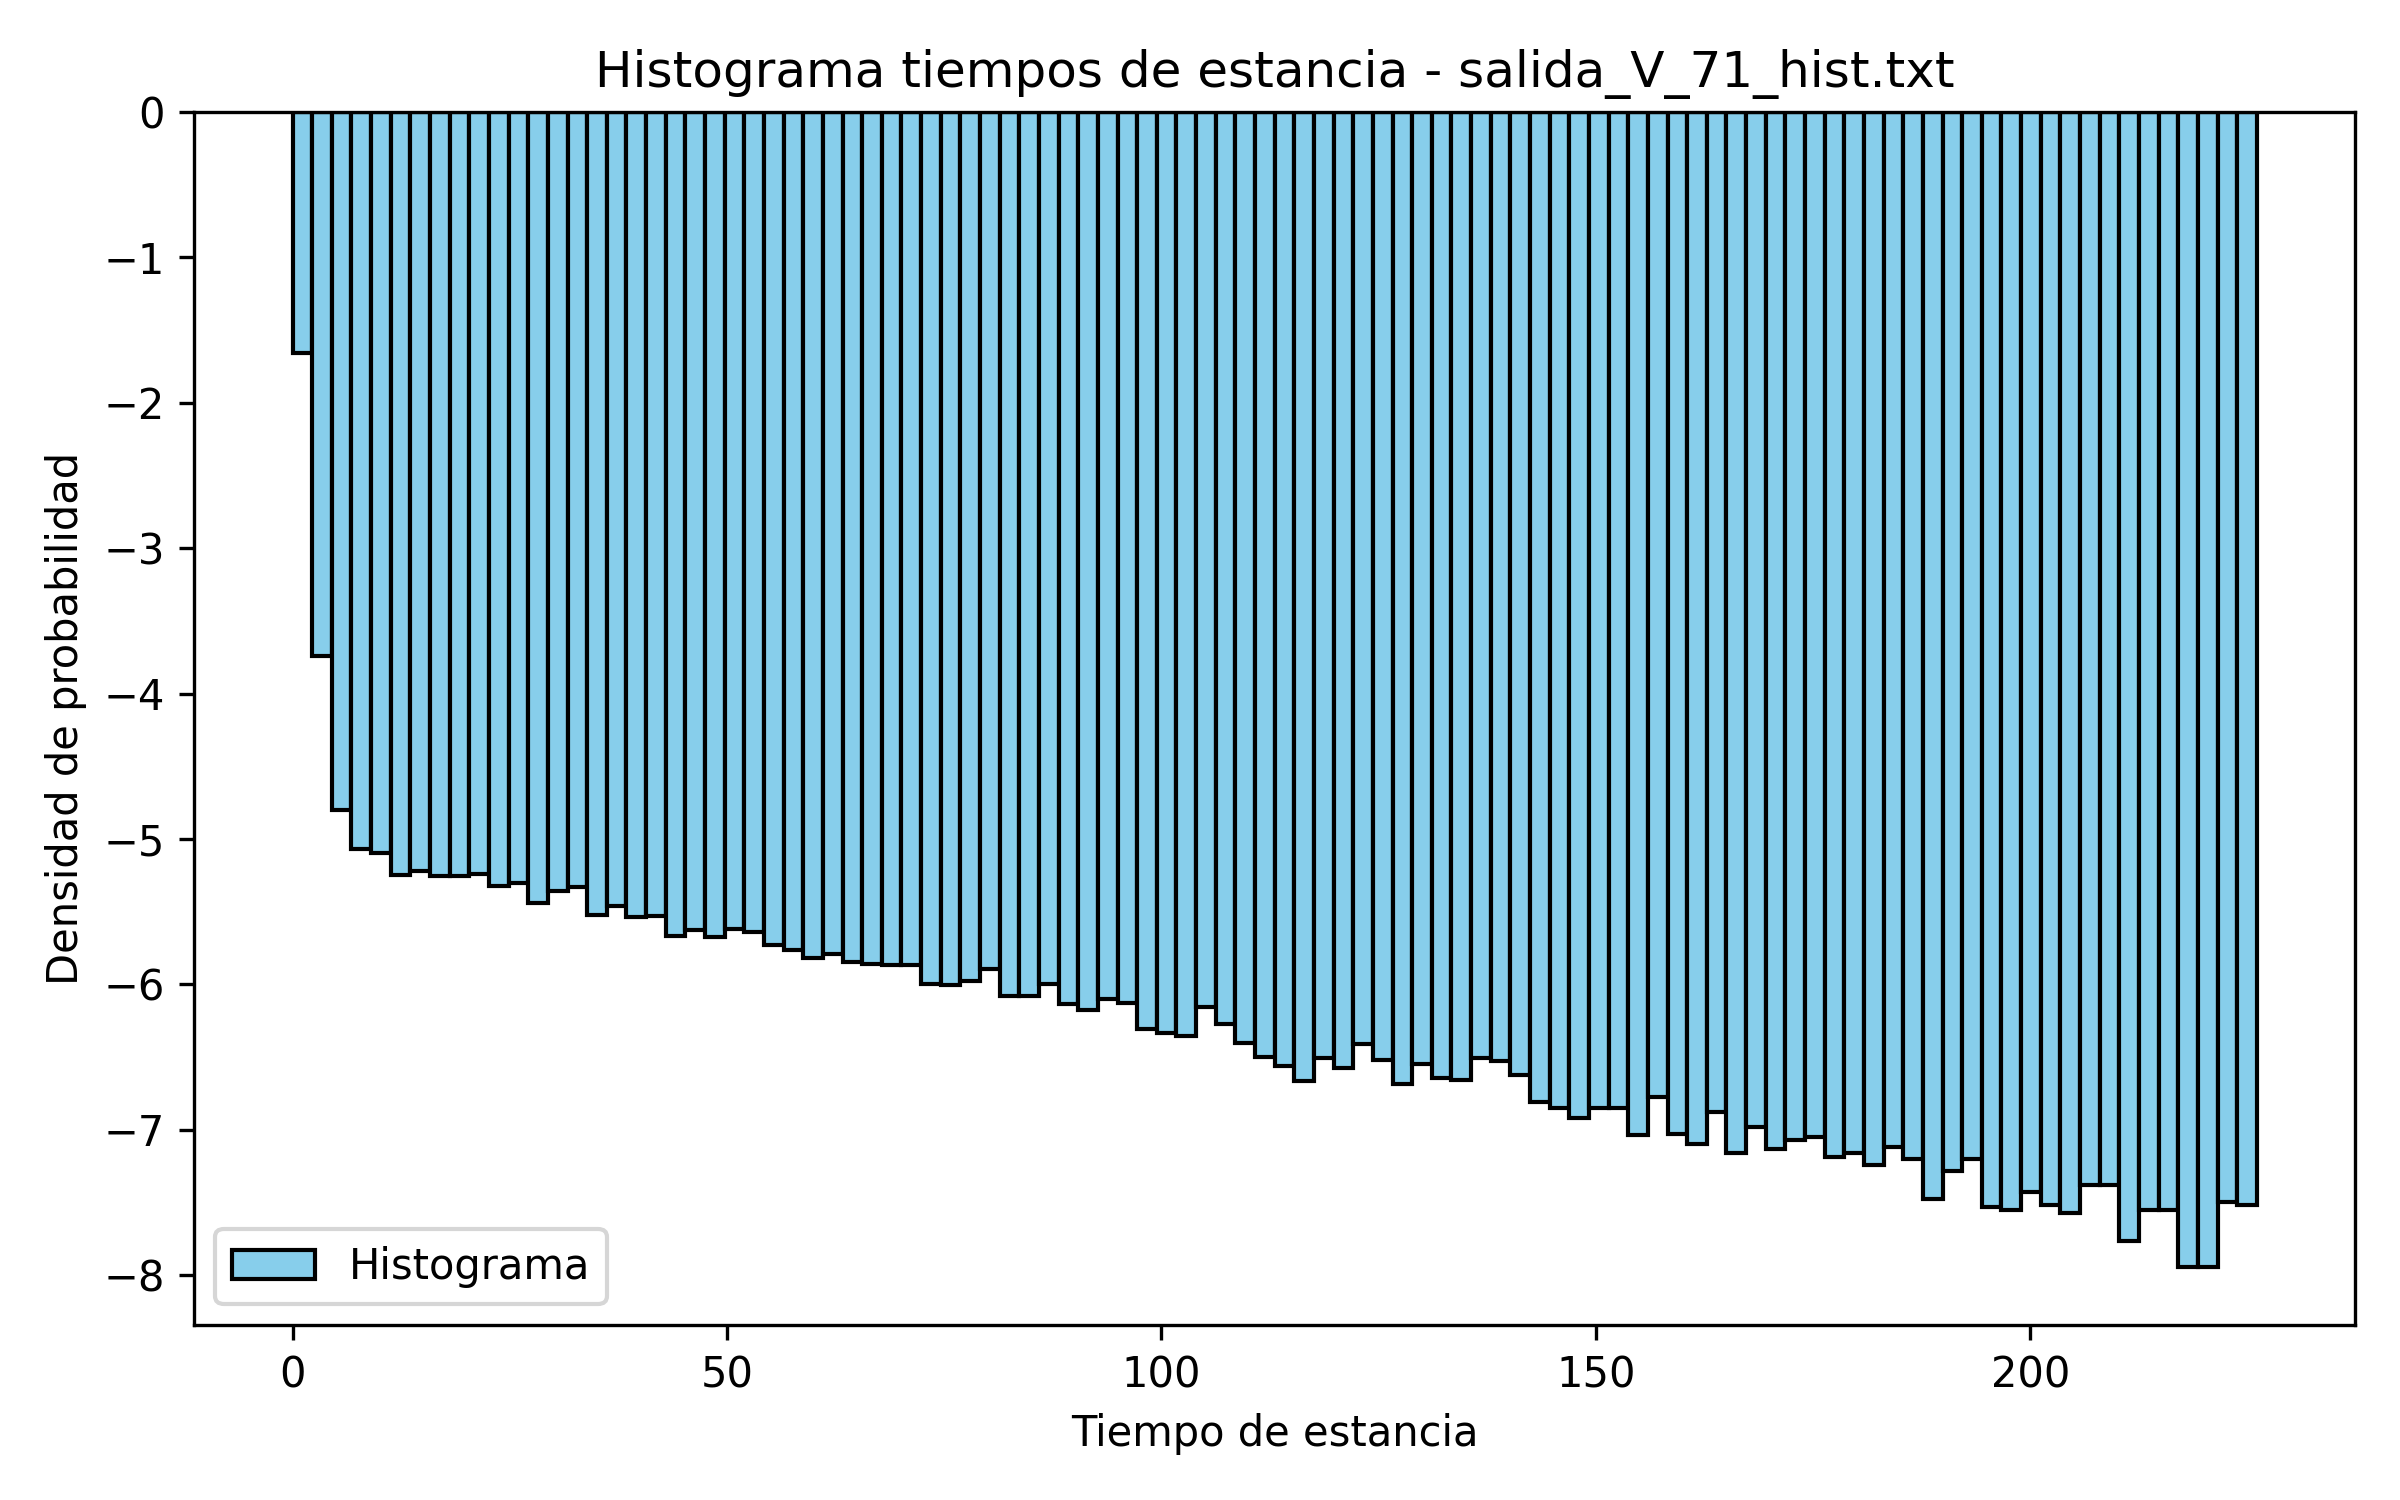 Histograma tiempos de estancia - salida_V_71_hist.txt
0
−1
−2
−3
−4
−5
−6
−7
−8
Densidad de probabilidad
Histograma
0 50 100 150 200
Tiempo de estancia